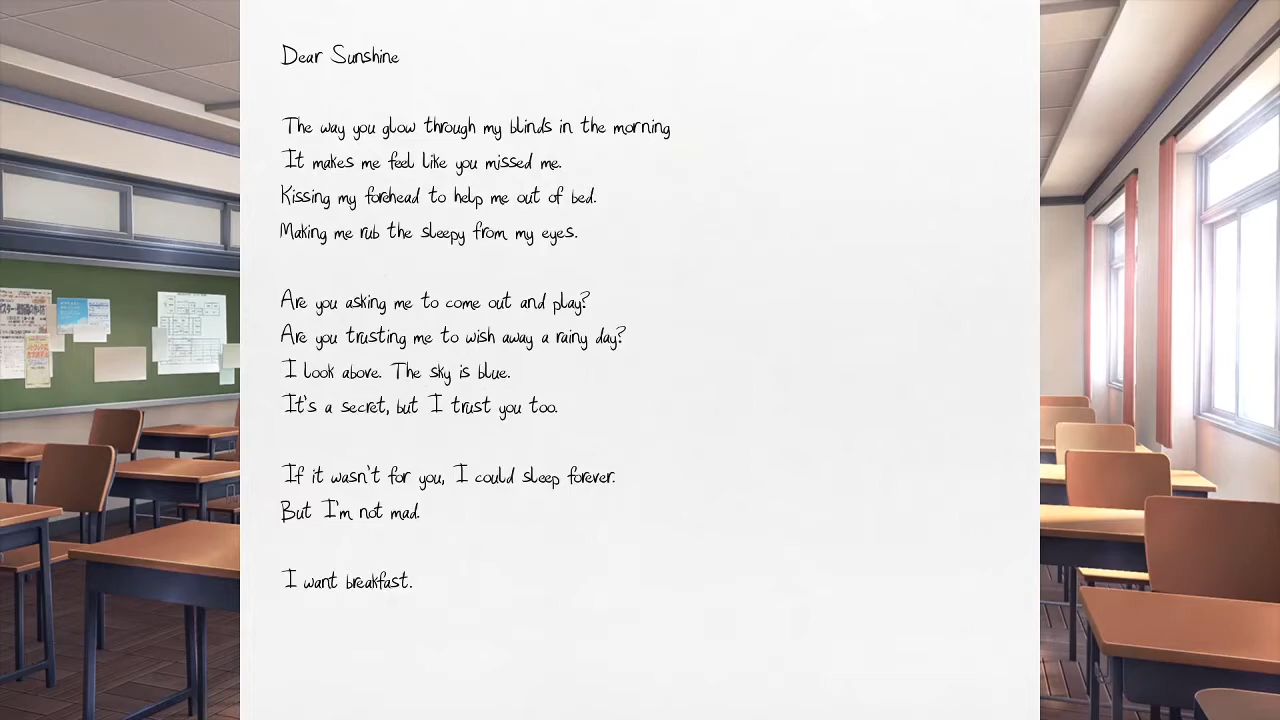 Dear Sunshine
The way you glow through my blinds in the morning
It makes me feel like you missed me.
Kissing my forehead to help me out of bed.
Making me rub the sleepy from my eyes.
Are you asking me to come out and play?
Are you trusting me to wish away a rainy day?
I look above. The sky is blue.
It's a secret, but I trust you too.
If it wasn't for you, I could sleep forever.
But I'm not mad.
I want breakfast.